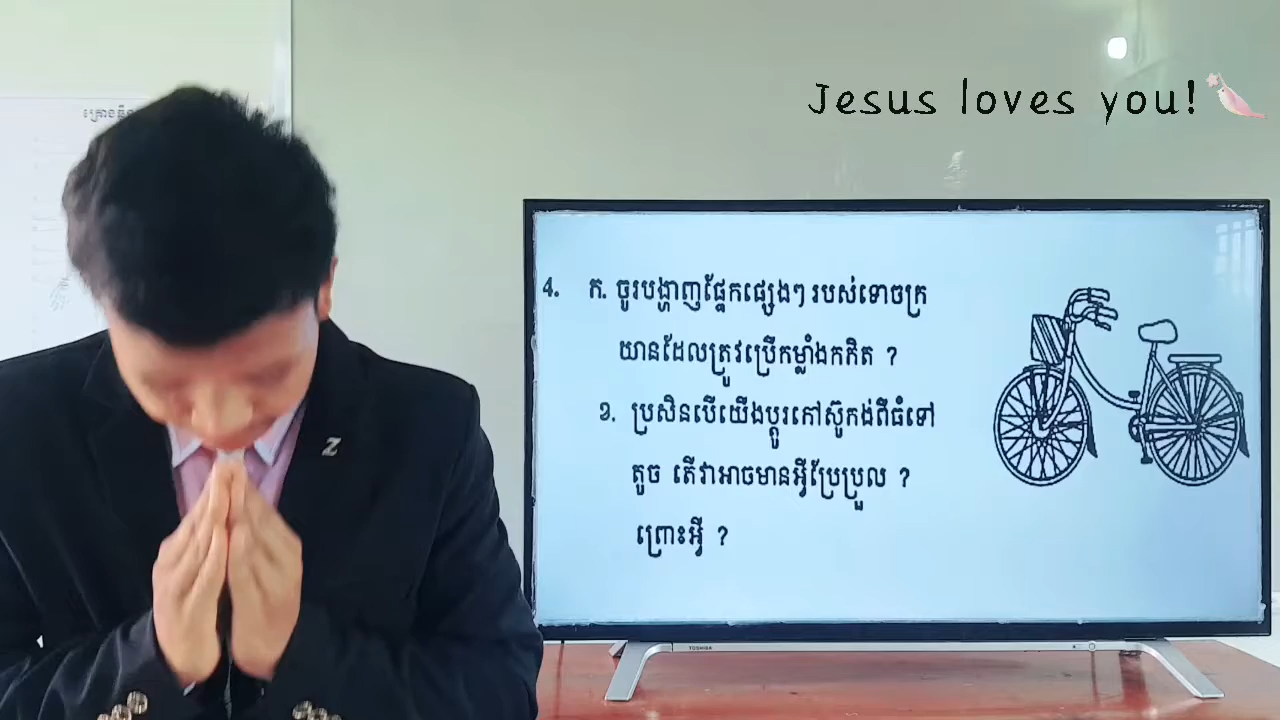 Jesus loves you!
4. ក. ចូរបង្ហាញផ្នែកផ្សេងៗ របស់ទោចក្រ
យានដែលត្រូវប្រើកម្លាំងកកិត ?
ខ. ប្រសិនបើយើងប្ដូរកៅស៊ូកង់ពីធំទៅ
តូច តើវាអាចមានអ្វីប្រែប្រួល ?
ព្រោះអ្វី ?
TOSHIBA
Z